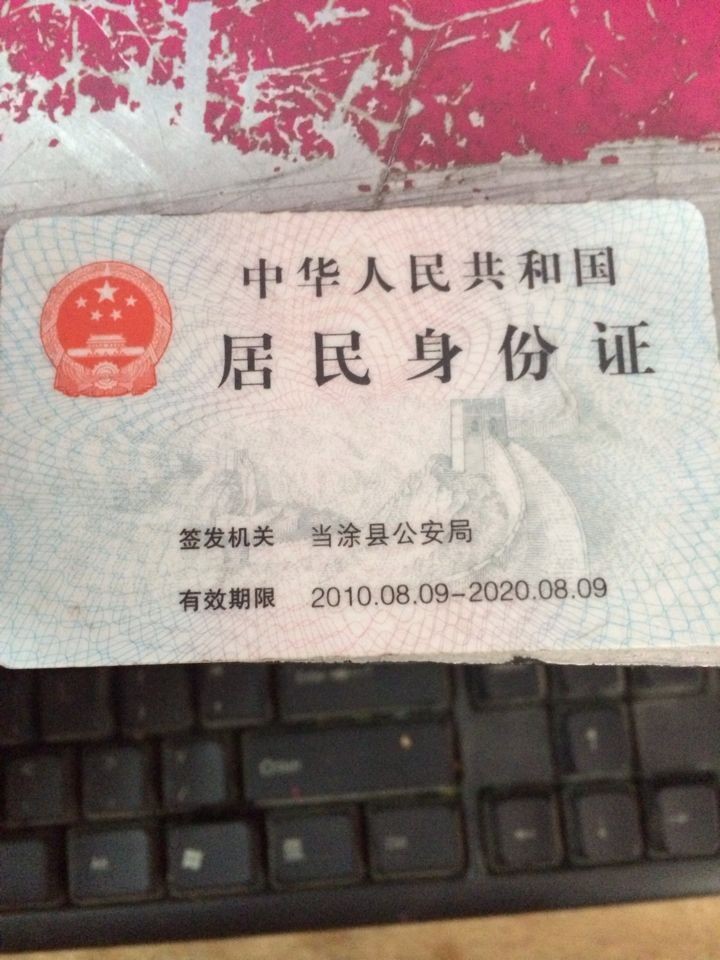 中华人民共和国
居民身份证
签发机关 当涂县公安局
有效期限 2010.08.09-2020.08.09